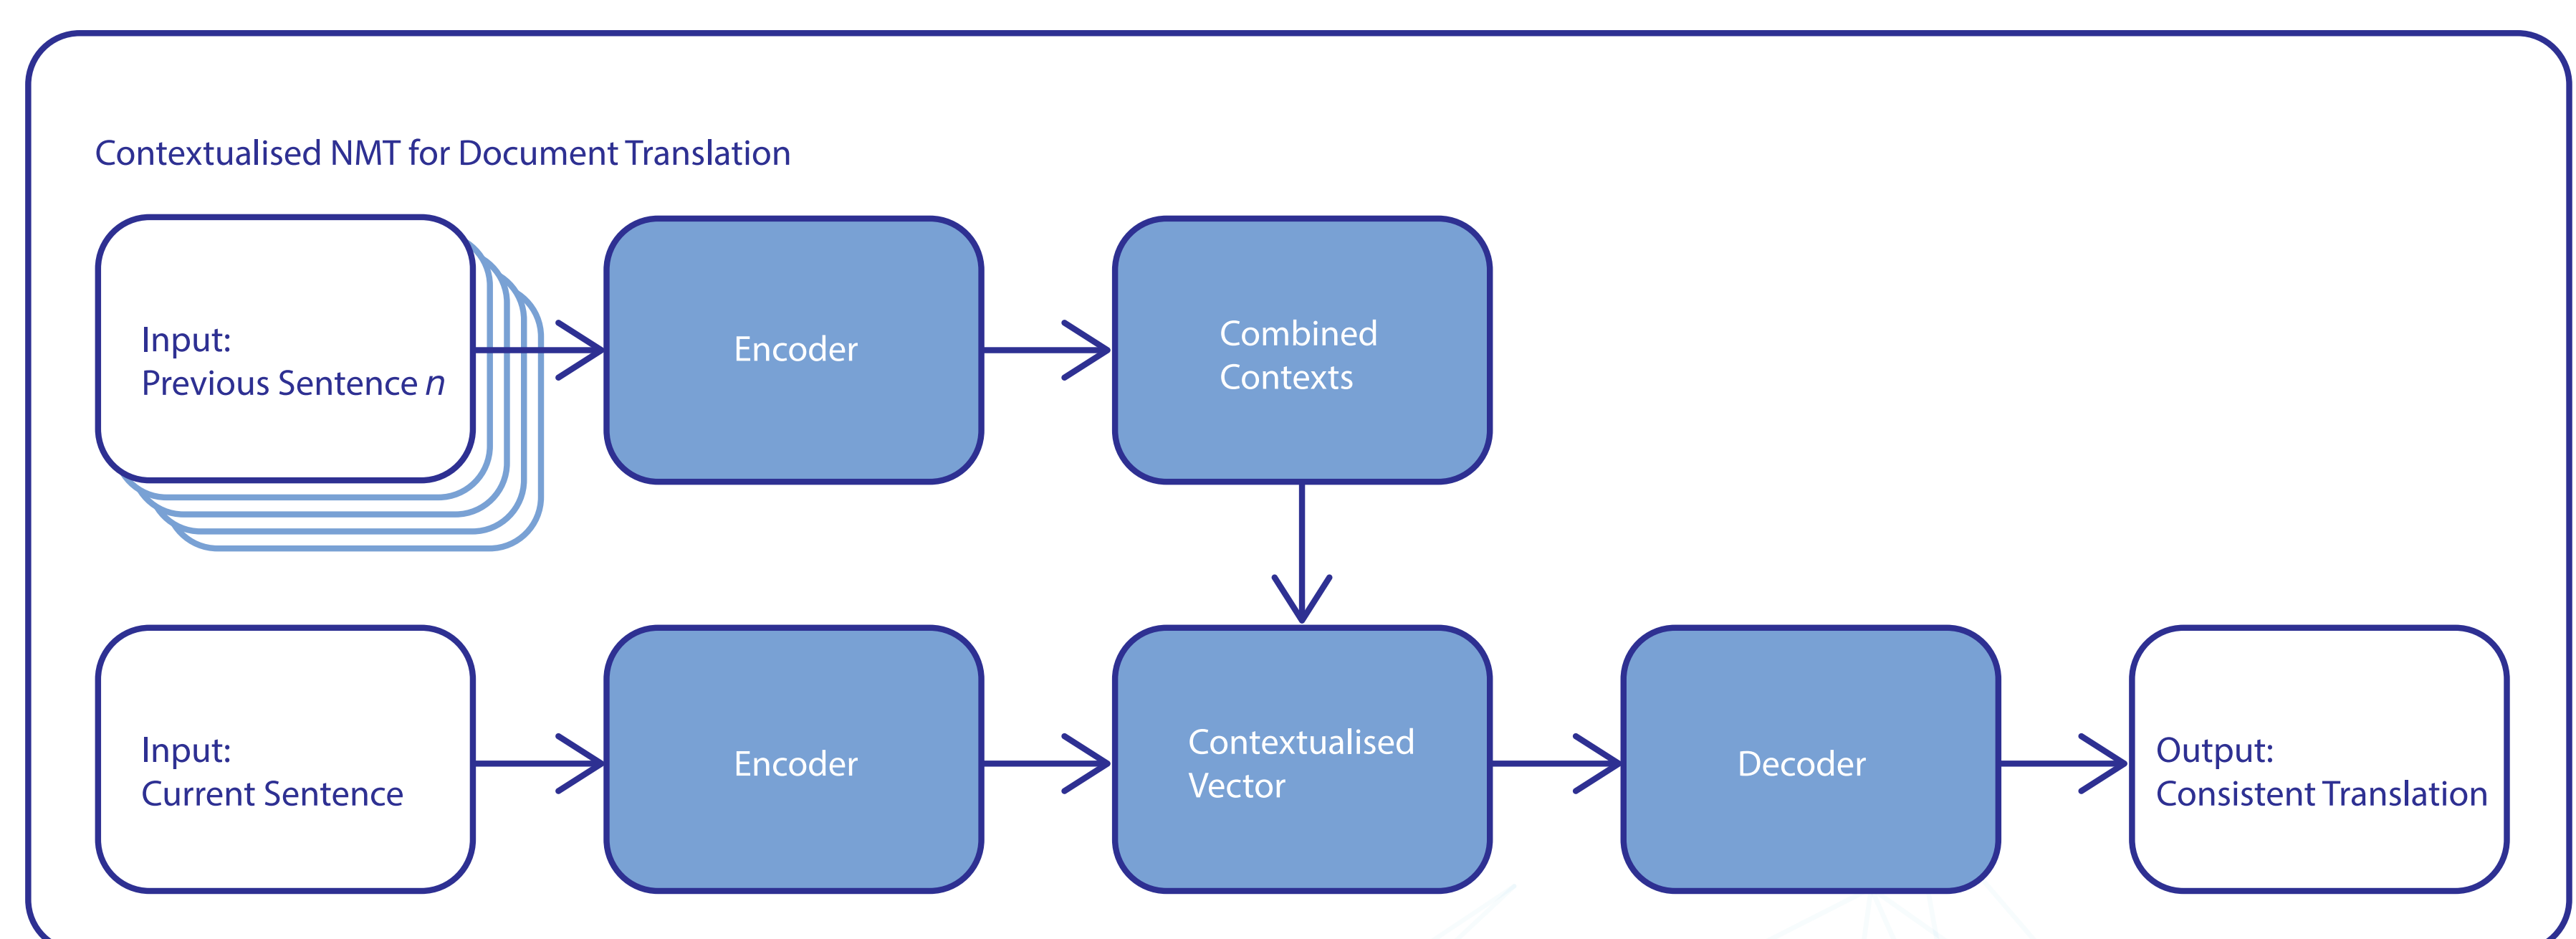 Contextualised NMT for Document Translation
Input:
Previous Sentence n
Encoder
Combined
Contexts
Input:
Current Sentence
Encoder
Contextualised
Vector
Decoder
Output:
Consistent Translation